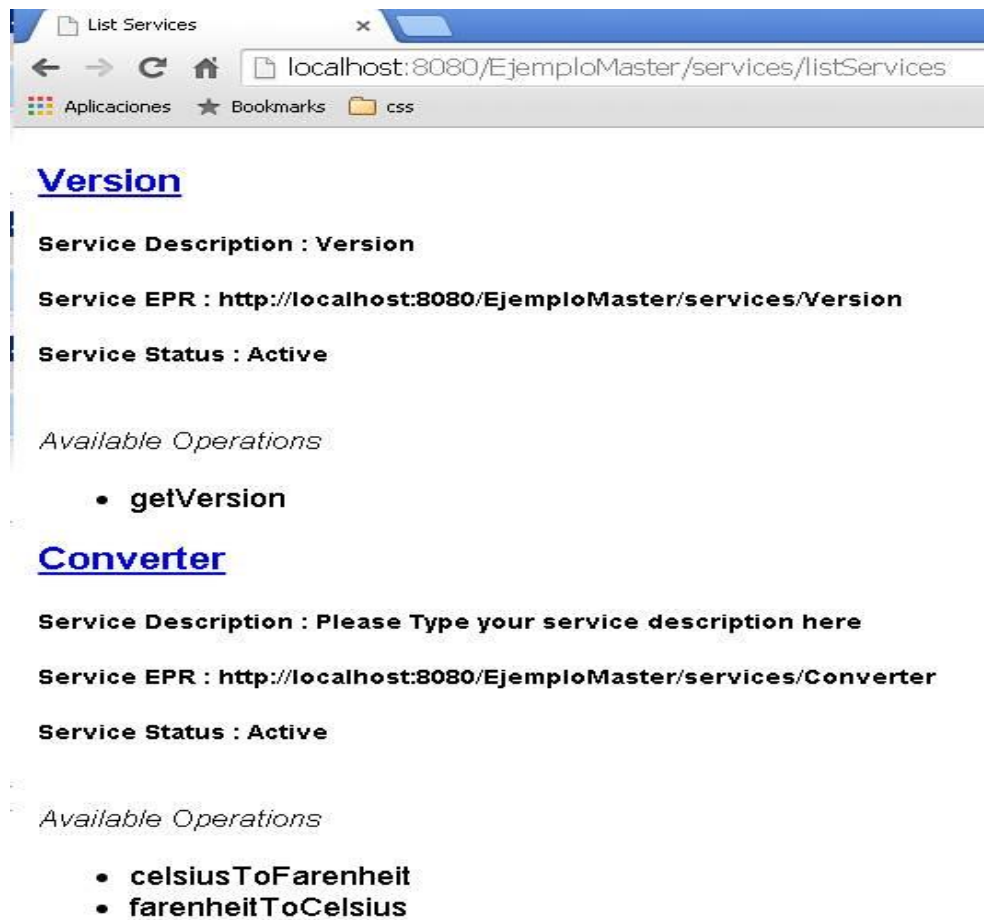 List Services
localhost:8080/EjemploMaster/services/listServices
Aplicaciones Bookmarks css
Version
Service Description : Version
Service EPR : http://localhost:8080/EjemploMaster/services/Version
Service Status : Active
Available Operations
• getVersion
Converter
Service Description : Please Type your service description here
Service EPR : http://localhost:8080/EjemploMaster/services/Converter
Service Status : Active
Available Operations
• celsiusToFarenheit
• farenheitToCelsius